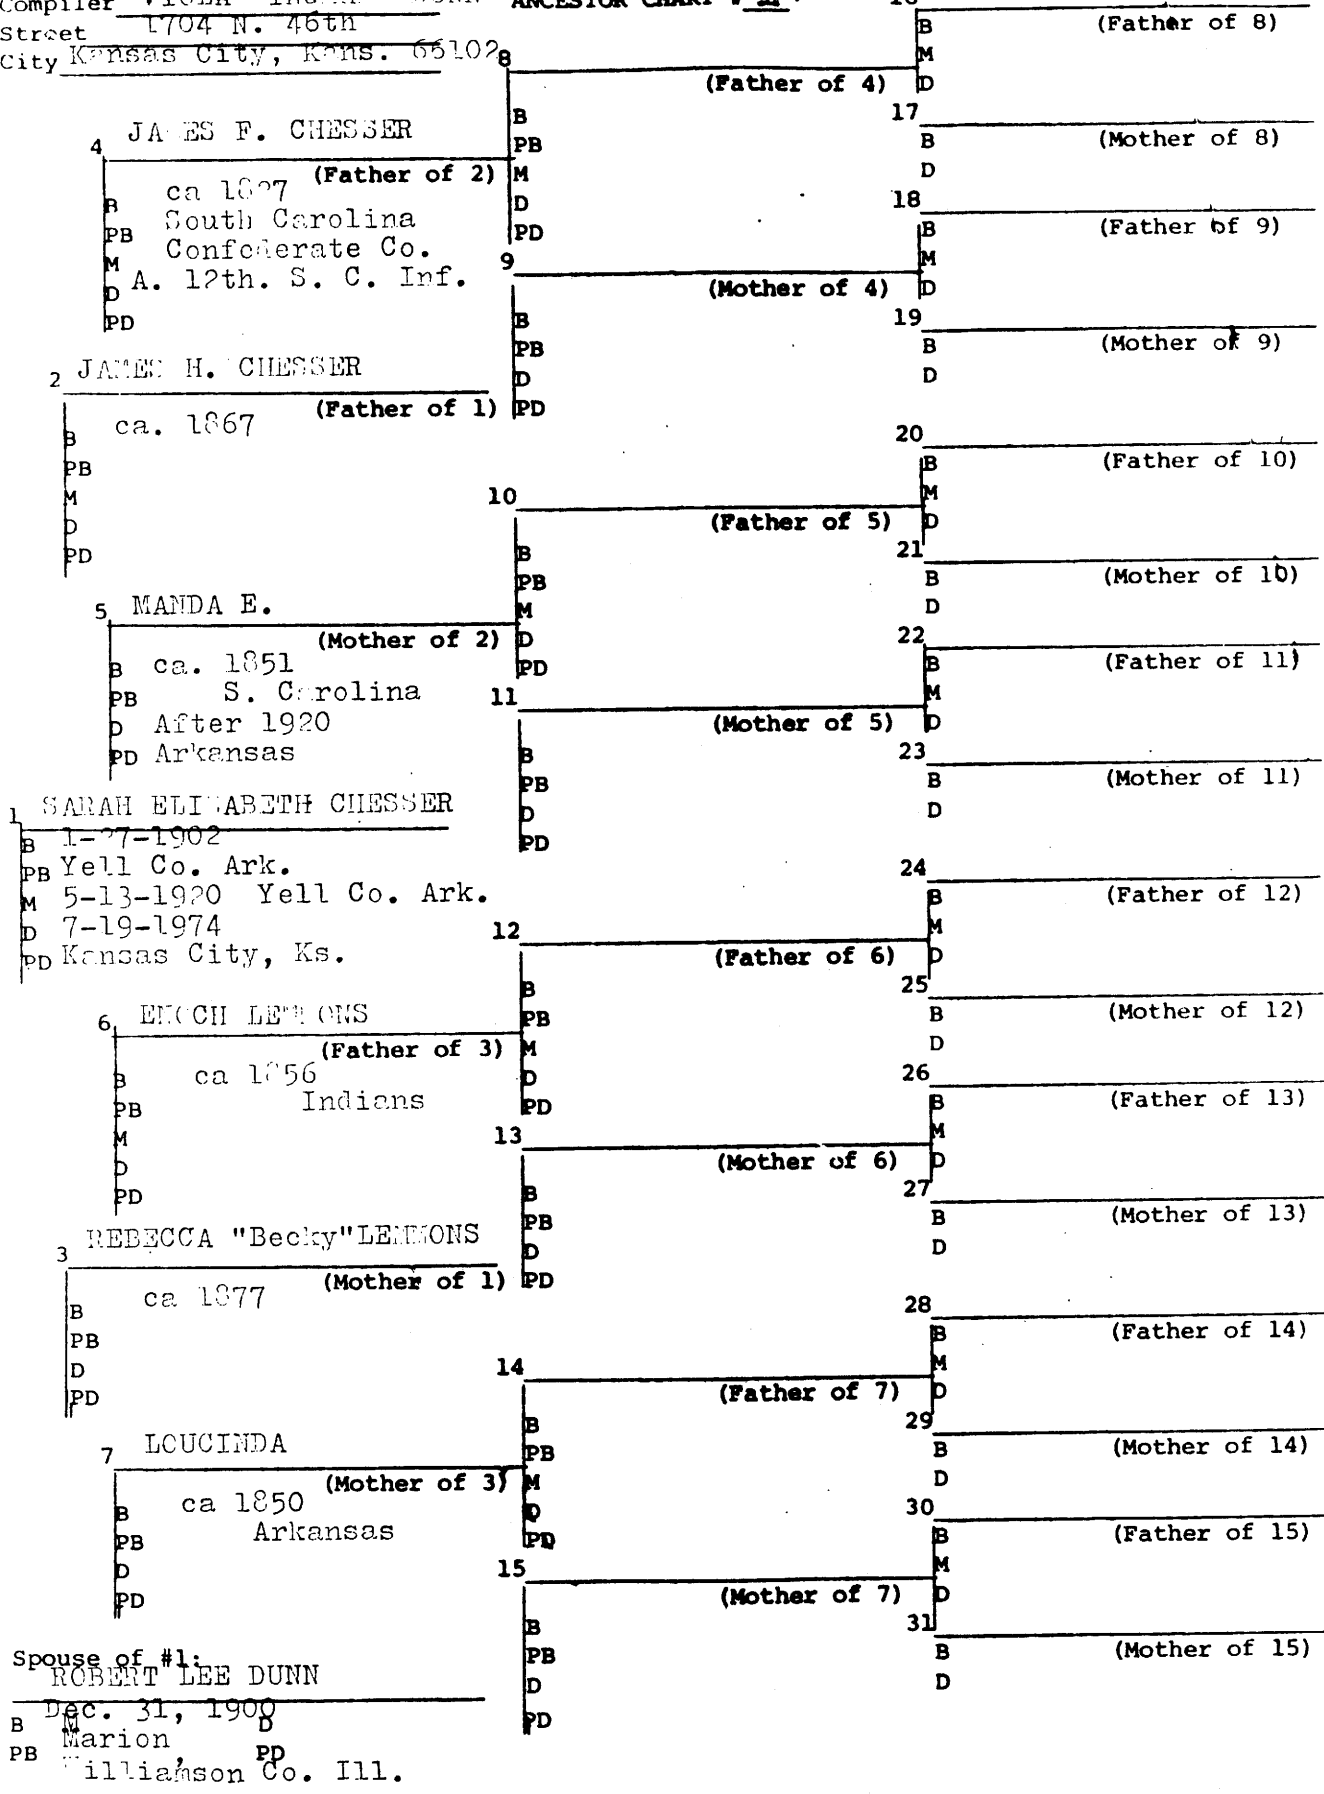 Compiler
ANCESTOR CHART # III
Street 1704 N. 46th
City Kansas City, Kans. 66102
16
(Father of 8)
B
M
D
8
(Father of 4)
B
PB
M
D
PD
17
(Mother of 8)
B
D
4 JAMES F. CHESSER
(Father of 2)
B ca
PB South Carolina
M Confederate Co.
D A. 12th. S. C. Inf.
PD
18
(Father of 9)
B
M
D
9
(Mother of 4)
B
PB
D
PD
19
(Mother of 9)
B
D
2 JAMES H. CHESSER
(Father of 1)
B ca. 1867
PB
M
D
PD
20
(Father of 10)
B
M
D
10
(Father of 5)
B
PB
M
D
PD
21
(Mother of 10)
B
D
5 MANDA E.
(Mother of 2)
B ca. 1851
PB S. Carolina
D After 1920
PD Arkansas
22
(Father of 11)
B
M
D
11
(Mother of 5)
B
PB
D
PD
23
(Mother of 11)
B
D
1 SARAH ELIZABETH CHESSER
B 1-27-1902
PB Yell Co. Ark.
M 5-13-1920 Yell Co. Ark.
D 7-19-1974
PD Kansas City, Ks.
24
(Father of 12)
B
M
D
12
(Father of 6)
B
PB
M
D
PD
25
(Mother of 12)
B
D
6 ENOCH LEMMONS
(Father of 3)
B ca 1856
PB Indians
M
D
PD
26
(Father of 13)
B
M
D
13
(Mother of 6)
B
PB
D
PD
27
(Mother of 13)
B
D
3 REBECCA "Becky" LEMMONS
(Mother of 1)
B ca 1877
PB
D
PD
28
(Father of 14)
B
M
D
14
(Father of 7)
B
PB
M
D
PD
29
(Mother of 14)
B
D
7 LOUCINDA
(Mother of 3)
B ca 1850
PB Arkansas
D
PD
30
(Father of 15)
B
M
D
15
(Mother of 7)
B
PB
D
PD
31
(Mother of 15)
B
D
Spouse of #1:
ROBERT LEE DUNN
Dec. 31, 1900
B M D
Marion,
PB PD
Williamson Co. Ill.